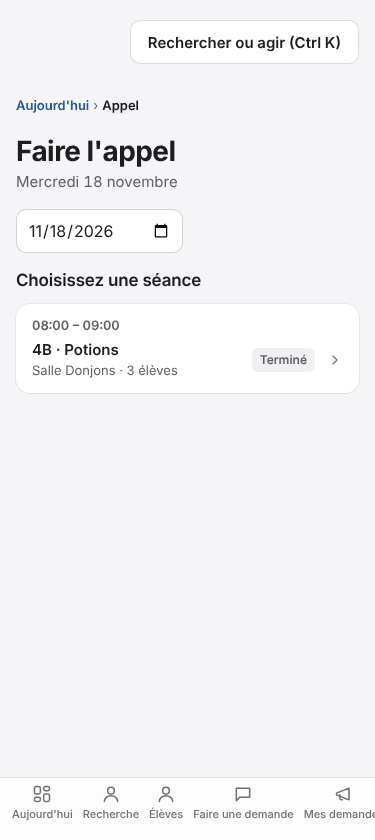 Rechercher ou agir (Ctrl K)
Aujourd'hui › Appel
Faire l'appel
Mercredi 18 novembre
11/18/2026
Choisissez une séance
08:00 – 09:00
4B · Potions
Salle Donjons · 3 élèves
Terminé
Aujourd'hui
Recherche
Élèves
Faire une demande
Mes demande